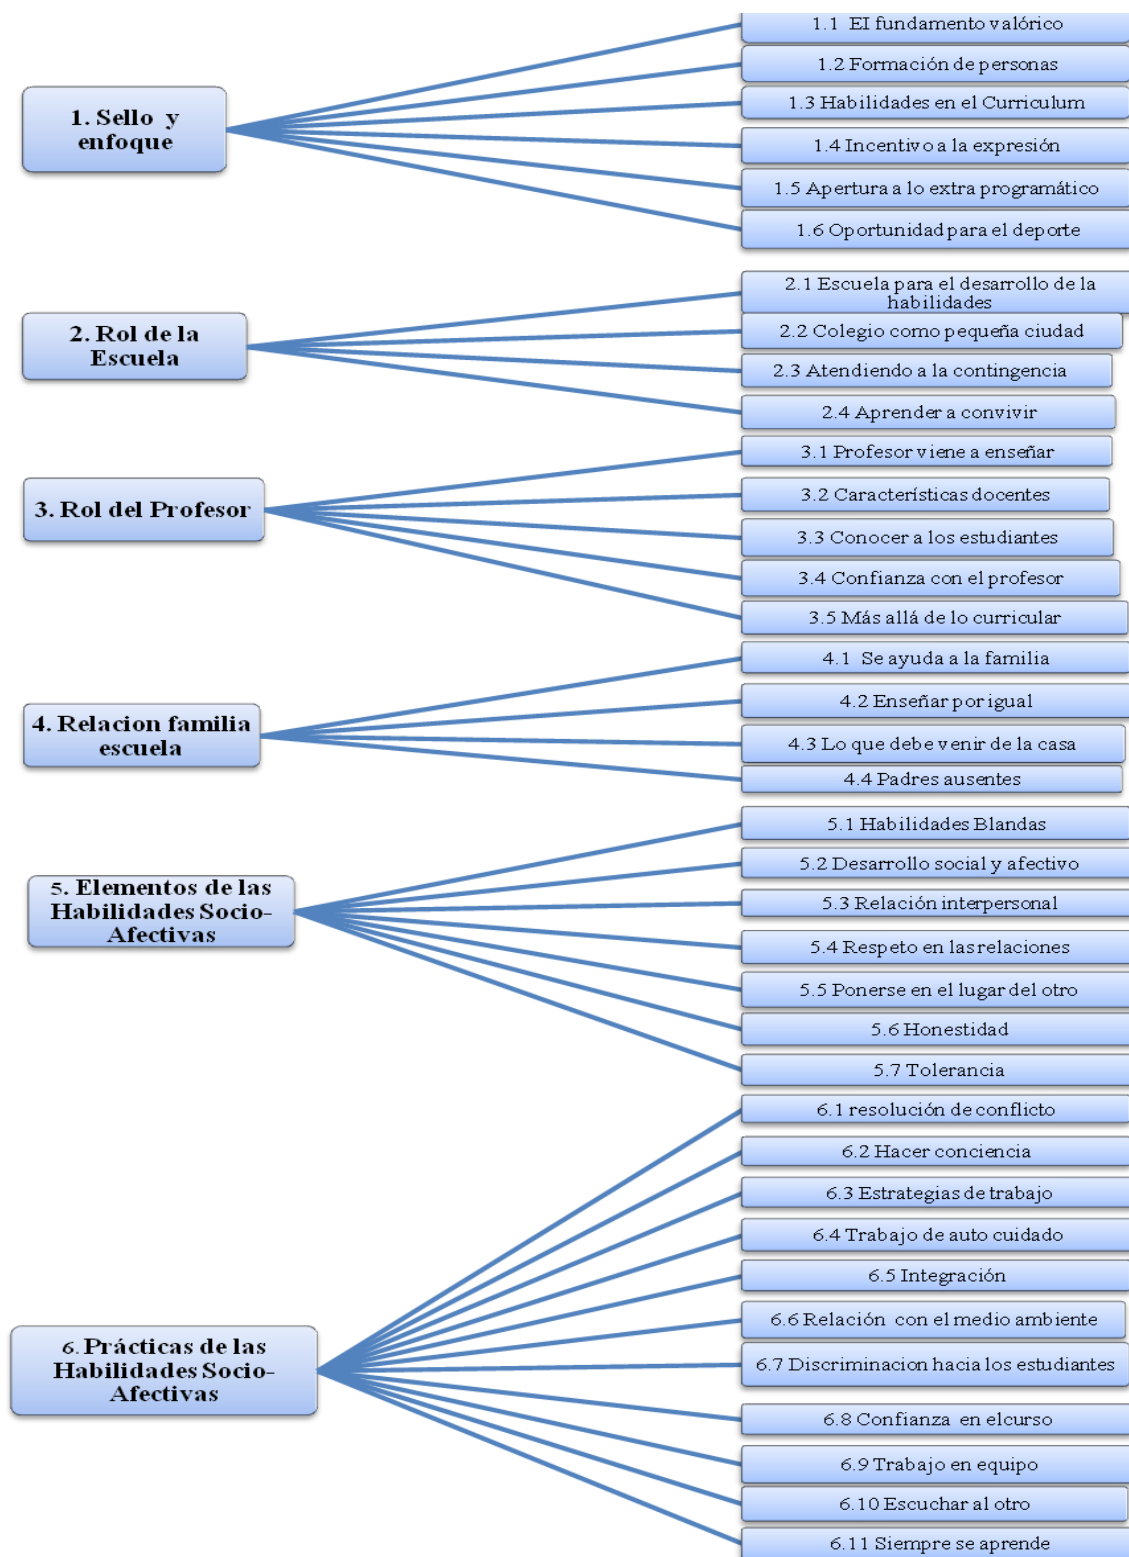 1. Sello y
enfoque
1.1 EI fundamento valórico
1.2 Formación de personas
1.3 Habilidades en el Curriculum
1.4 Incentivo a la expresión
1.5 Apertura a lo extra programático
1.6 Oportunidad para el deporte
2. Rol de la
Escuela
2.1 Escuela para el desarrollo de la
habilidades
2.2 Colegio como pequeña ciudad
2.3 Atendiendo a la contingencia
2.4 Aprender a convivir
3. Rol del Profesor
3.1 Profesor viene a enseñar
3.2 Características docentes
3.3 Conocer a los estudiantes
3.4 Confianza con el profesor
3.5 Más allá de lo curricular
4. Relacion familia
escuela
4.1 Se ayuda a la familia
4.2 Enseñar por igual
4.3 Lo que debe venir de la casa
4.4 Padres ausentes
5. Elementos de las
Habilidades Socio-
Afectivas
5.1 Habilidades Blandas
5.2 Desarrollo social y afectivo
5.3 Relación interpersonal
5.4 Respeto en las relaciones
5.5 Ponerse en el lugar del otro
5.6 Honestidad
5.7 Tolerancia
6. Prácticas de las
Habilidades Socio-
Afectivas
6.1 resolución de conflicto
6.2 Hacer conciencia
6.3 Estrategias de trabajo
6.4 Trabajo de auto cuidado
6.5 Integración
6.6 Relación con el medio ambiente
6.7 Discriminacion hacia los estudiantes
6.8 Confianza en elcurso
6.9 Trabajo en equipo
6.10 Escuchar al otro
6.11 Siempre se aprende